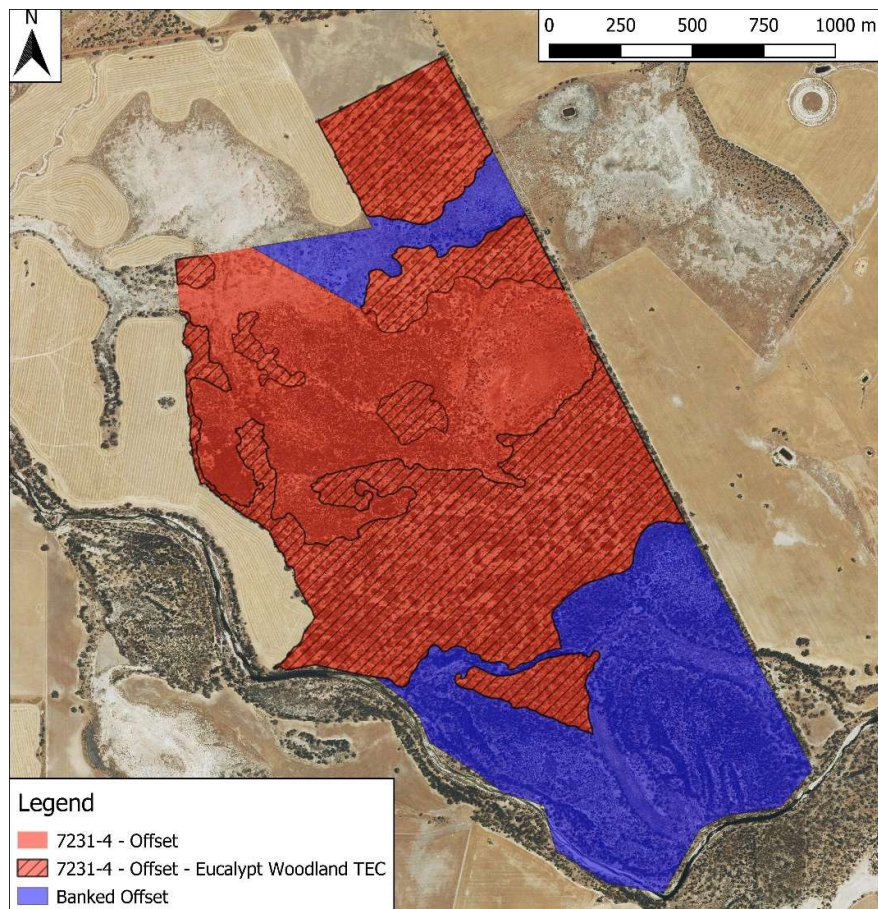 N
0 250 500 750 1000 m
Legend
7231-4 - Offset
7231-4 - Offset - Eucalypt Woodland TEC
Banked Offset